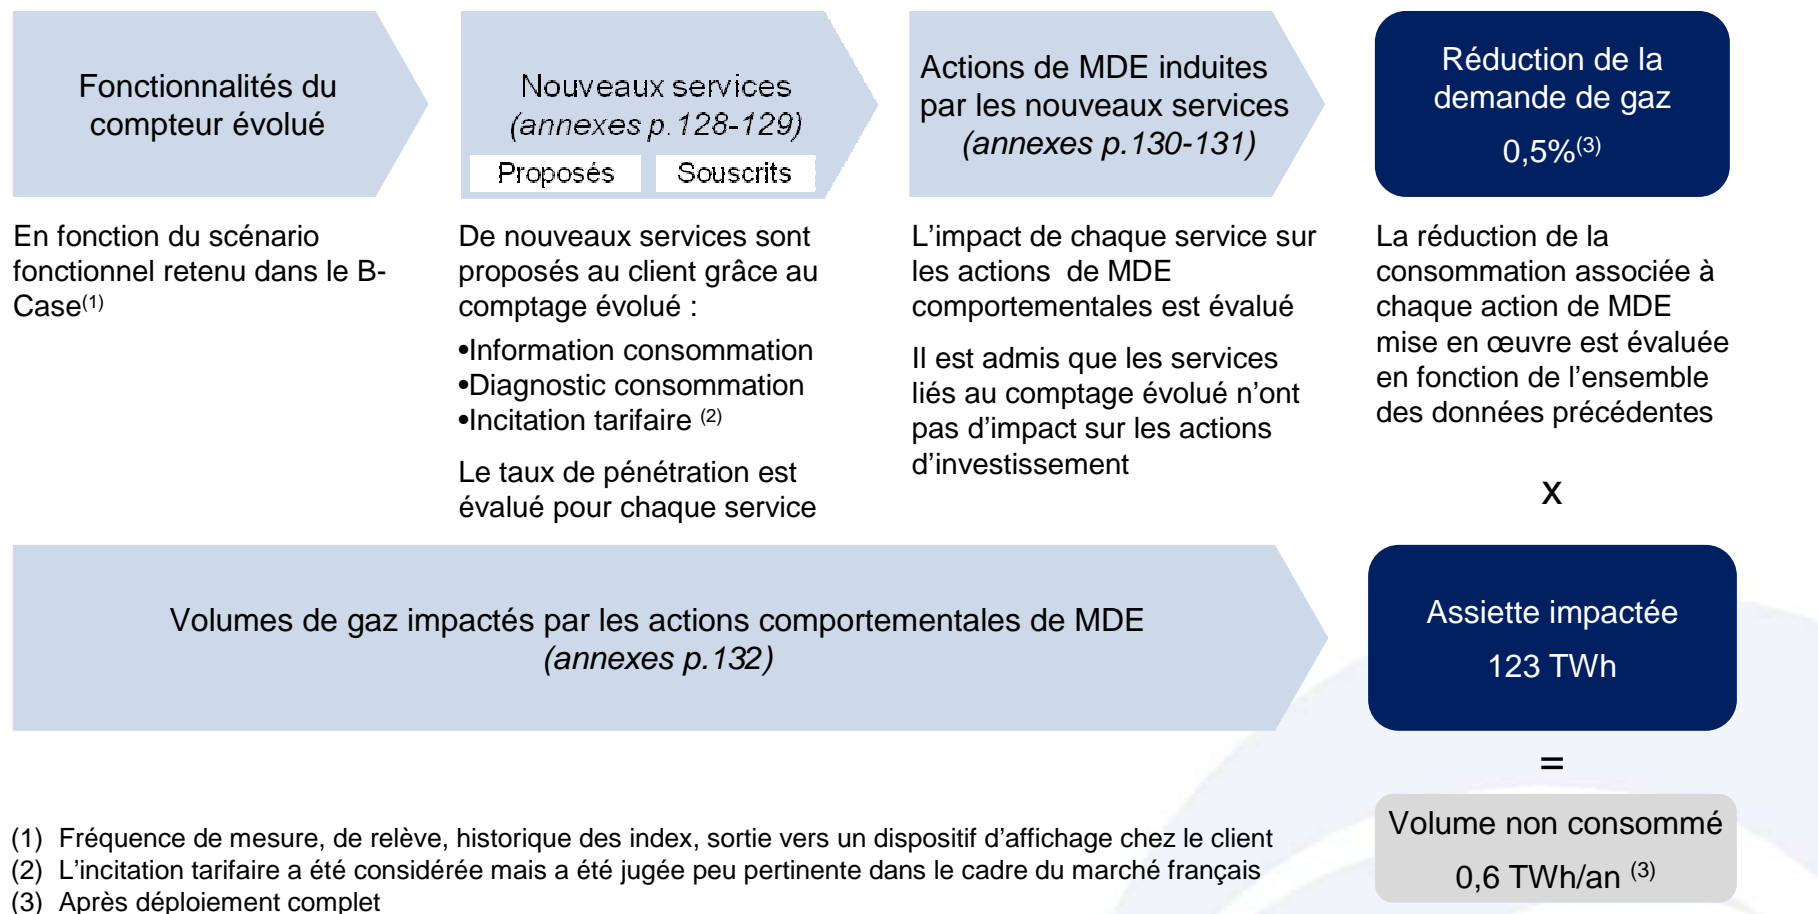 Fonctionnalités du
compteur évolué
Nouveaux services
(annexes p.128-129)
Proposés
Souscrits
Actions de MDE induites
par les nouveaux services
(annexes p.130-131)
Réduction de la
demande de gaz
0,5%(3)
En fonction du scénario
fonctionnel retenu dans le B-
Case(1)
De nouveaux services sont
proposés au client grâce au
comptage évolué :
•Information consommation
•Diagnostic consommation
•Incitation tarifaire (2)
Le taux de pénétration est
évalué pour chaque service
L'impact de chaque service sur
les actions de MDE
comportementales est évalué
Il est admis que les services
liés au comptage évolué n'ont
pas d'impact sur les actions
d'investissement
La réduction de la
consommation associée à
chaque action de MDE
mise en œuvre est évaluée
en fonction de l'ensemble
des données précédentes
x
Volumes de gaz impactés par les actions comportementales de MDE
(annexes p.132)
Assiette impactée
123 TWh
=
Volume non consommé
0,6 TWh/an (3)
(1) Fréquence de mesure, de relève, historique des index, sortie vers un dispositif d'affichage chez le client
(2) L'incitation tarifaire a été considérée mais a été jugée peu pertinente dans le cadre du marché français
(3) Après déploiement complet